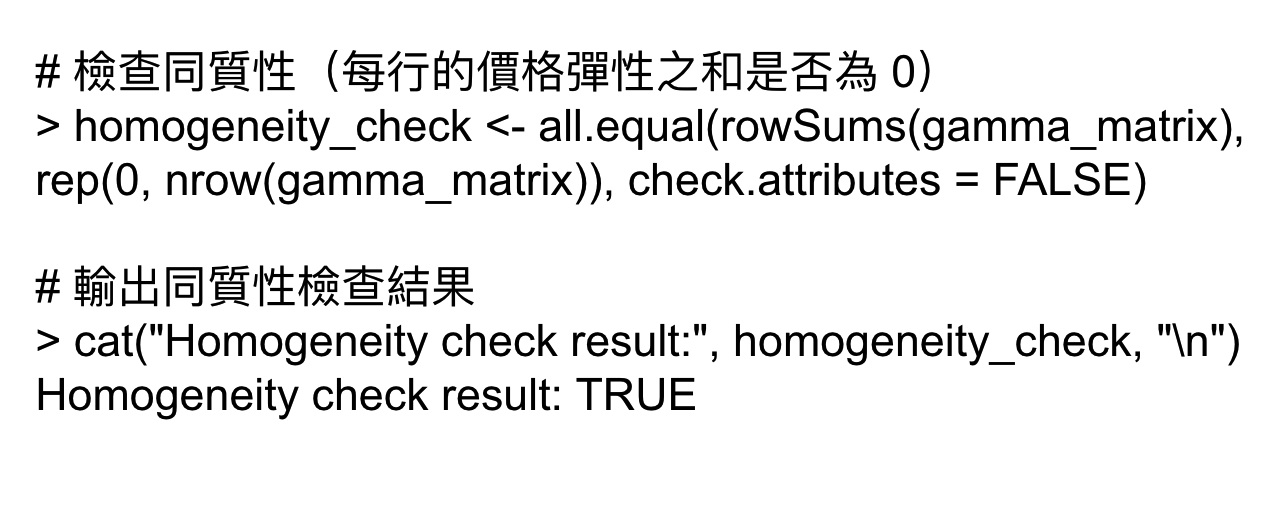 # 檢查同質性（每行的價格彈性之和是否為 0）
> homogeneity_check <- all.equal(rowSums(gamma_matrix),
rep(0, nrow(gamma_matrix)), check.attributes = FALSE)
# 輸出同質性檢查結果
> cat("Homogeneity check result:", homogeneity_check, "\n")
Homogeneity check result: TRUE